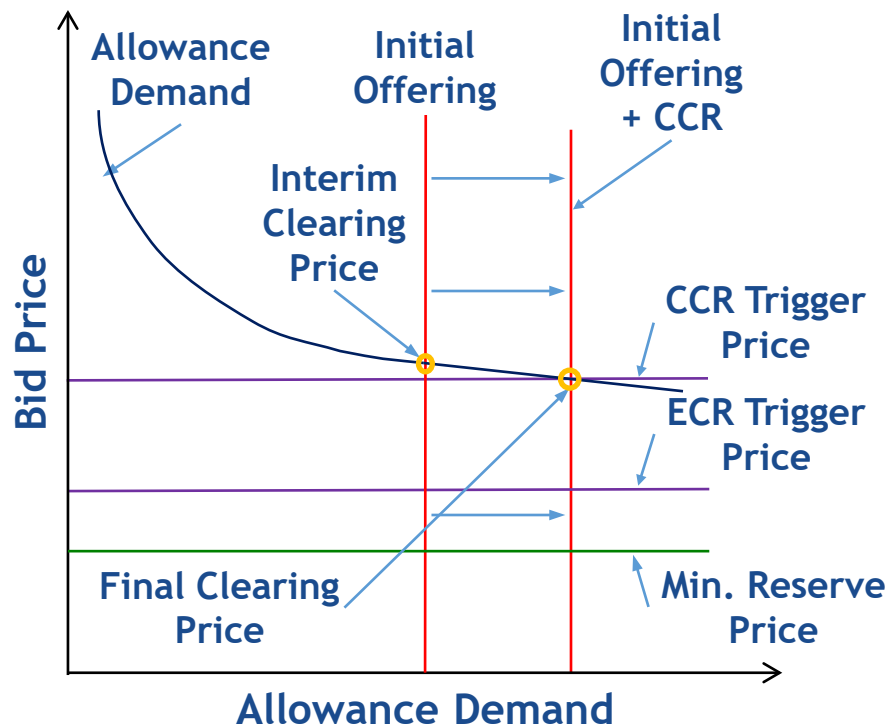 Allowance
Demand
Initial
Offering
Initial
Offering
+ CCR
Interim
Clearing
Price
CCR Trigger
Price
ECR Trigger
Price
Bid Price
Final Clearing
Price
Min. Reserve
Price
Allowance Demand